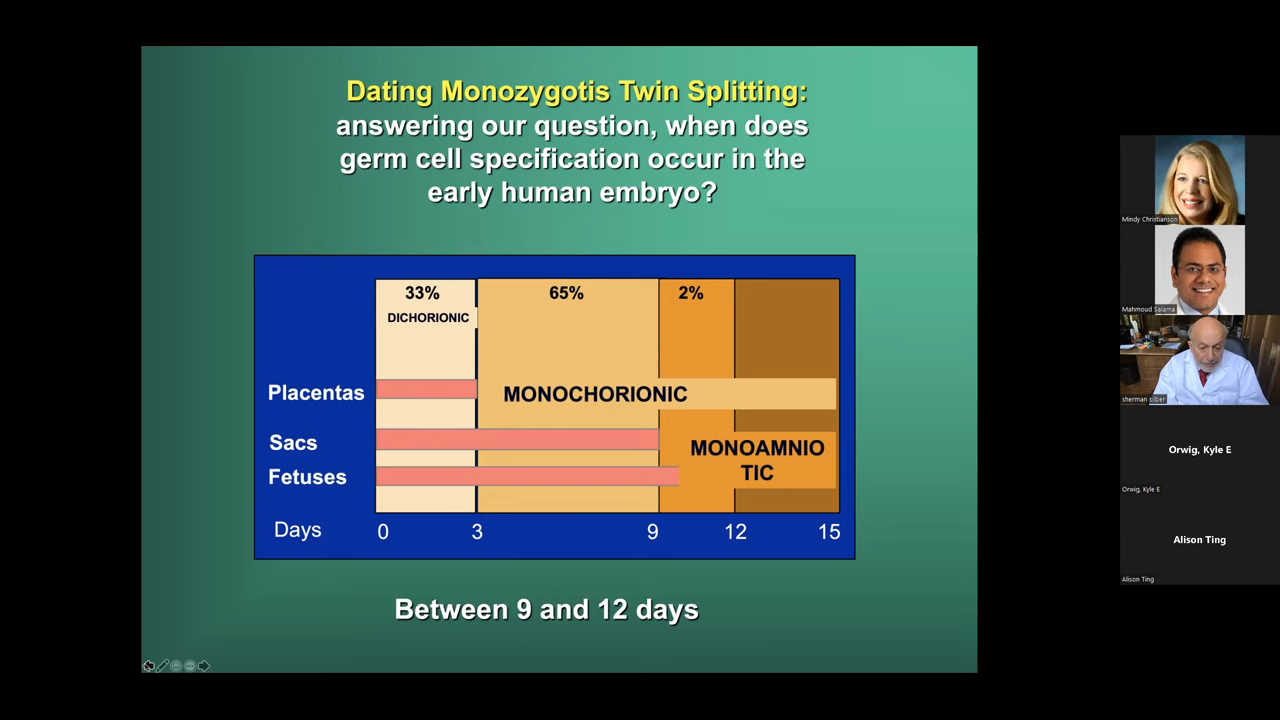 Dating Monozygotis Twin Splitting:
answering our question, when does
germ cell specification occur in the
early human embryo?
33%
65%
2%
DICHORIONIC
Placentas
MONOCHORIONIC
Sacs
MONOAMNIO
TIC
Fetuses
Days
0
3
9
12
15
Between 9 and 12 days
Mindy Christianson
Mahmoud Salama
sherman silber
Orwig, Kyle E
Orwig, Kyle E
Alison Ting
Alison Ting